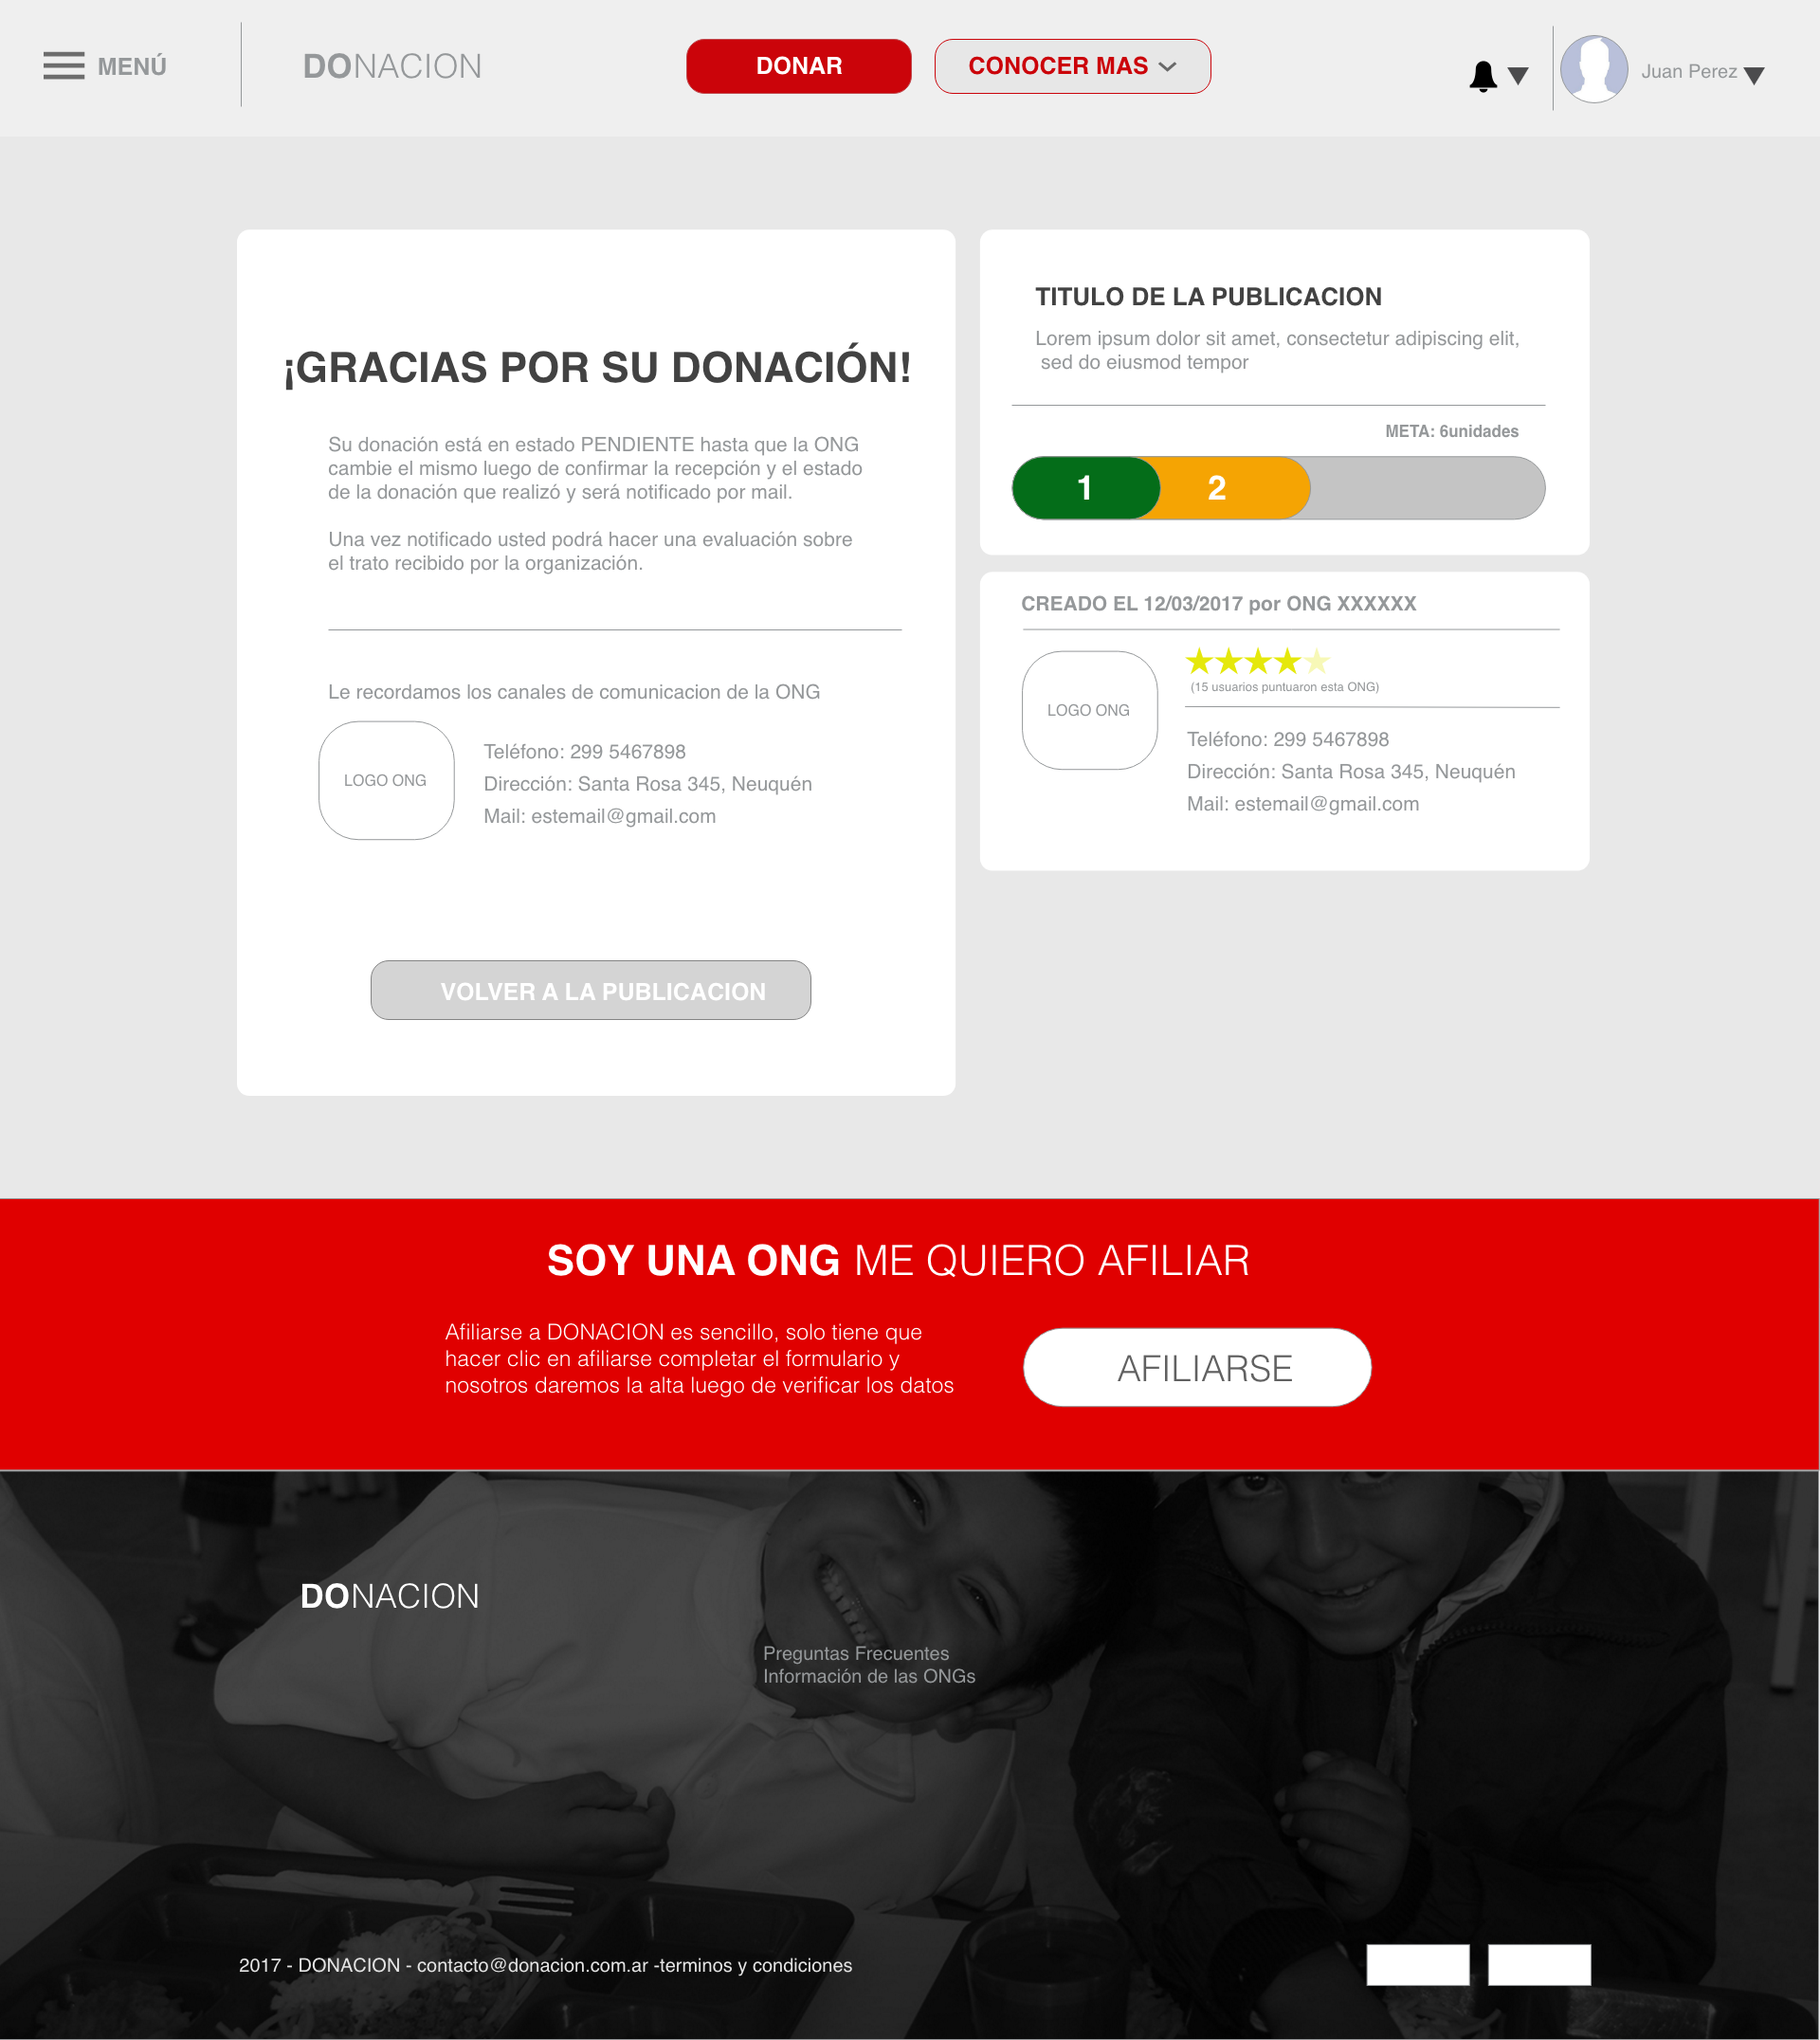 MENÚ
DONACION
DONAR
CONOCER MAS
Juan Perez
¡GRACIAS POR SU DONACIÓN!
Su donación está en estado PENDIENTE hasta que la ONG
cambie el mismo luego de confirmar la recepción y el estado
de la donación que realizó y será notificado por mail.
Una vez notificado usted podrá hacer una evaluación sobre
el trato recibido por la organización.
Le recordamos los canales de comunicacion de la ONG
LOGO ONG
Teléfono: 299 5467898
Dirección: Santa Rosa 345, Neuquén
Mail: estemail@gmail.com
VOLVER A LA PUBLICACION
TITULO DE LA PUBLICACION
Lorem ipsum dolor sit amet, consectetur adipiscing elit,
sed do eiusmod tempor
META: 6unidades
1 2
CREADO EL 12/03/2017 por ONG XXXXXX
LOGO ONG
(15 usuarios puntuaron esta ONG)
Teléfono: 299 5467898
Dirección: Santa Rosa 345, Neuquén
Mail: estemail@gmail.com
SOY UNA ONG ME QUIERO AFILIAR
Afiliarse a DONACION es sencillo, solo tiene que
hacer clic en afiliarse completar el formulario y
nosotros daremos la alta luego de verificar los datos
AFILIARSE
DONACION
Preguntas Frecuentes
Información de las ONGs
2017 - DONACION - contacto@donacion.com.ar -terminos y condiciones